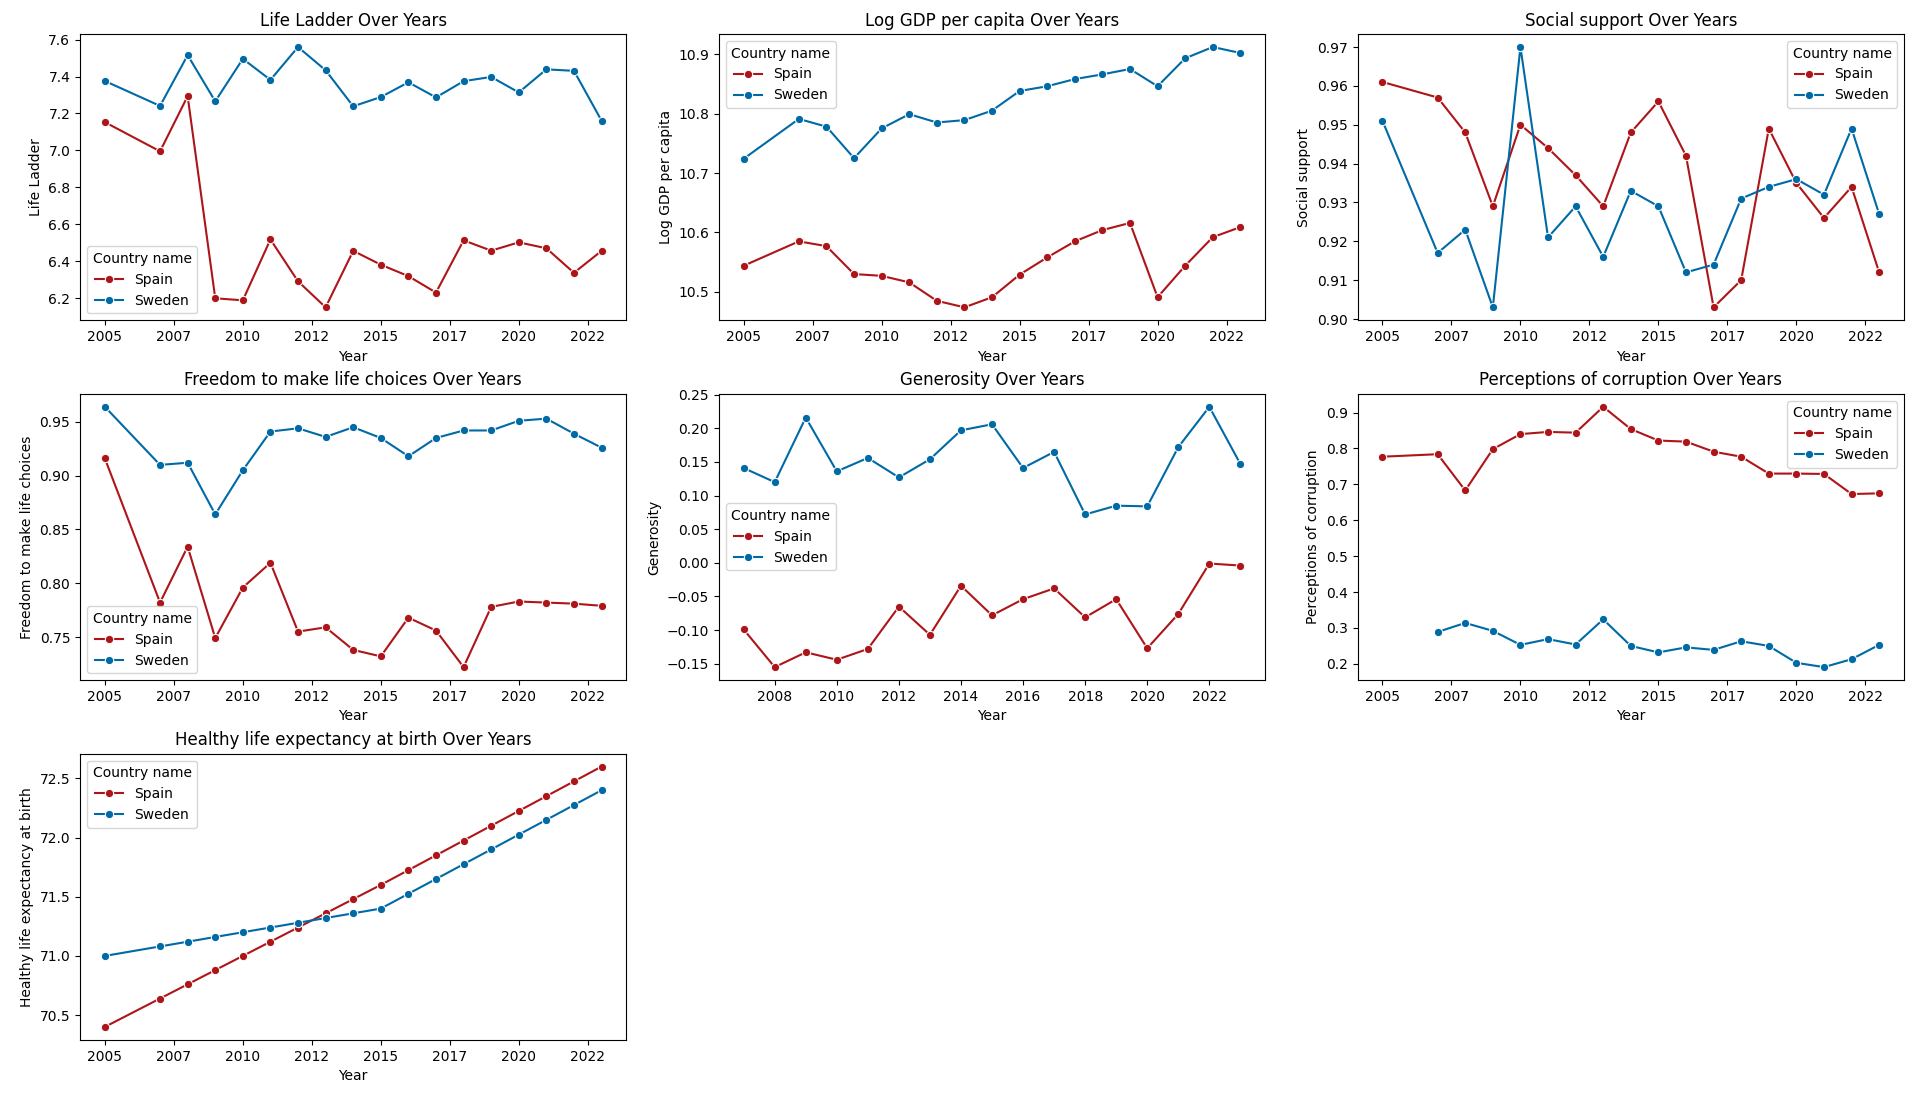 Life Ladder Over Years
7.6
7.4
7.2
7.0
6.8
6.6
6.4
6.2
Life Ladder
Country name
Spain
Sweden
2005 2007 2010 2012 2015 2017 2020 2022
Year
Log GDP per capita Over Years
10.9
10.8
10.7
10.6
10.5
Log GDP per capita
Country name
Spain
Sweden
2005 2007 2010 2012 2015 2017 2020 2022
Year
Social support Over Years
0.97
0.96
0.95
0.94
0.93
0.92
0.91
0.90
Social support
Country name
Spain
Sweden
2005 2007 2010 2012 2015 2017 2020 2022
Year
Freedom to make life choices Over Years
0.95
0.90
0.85
0.80
0.75
Freedom to make life choices
Country name
Spain
Sweden
2005 2007 2010 2012 2015 2017 2020 2022
Year
Generosity Over Years
0.25
0.20
0.15
0.10
0.05
0.00
−0.05
−0.10
−0.15
Generosity
Country name
Spain
Sweden
2008 2010 2012 2014 2016 2018 2020 2022
Year
Perceptions of corruption Over Years
0.9
0.8
0.7
0.6
0.5
0.4
0.3
0.2
Perceptions of corruption
Country name
Spain
Sweden
2005 2007 2010 2012 2015 2017 2020 2022
Year
Healthy life expectancy at birth Over Years
72.5
72.0
71.5
71.0
70.5
Healthy life expectancy at birth
Country name
Spain
Sweden
2005 2007 2010 2012 2015 2017 2020 2022
Year